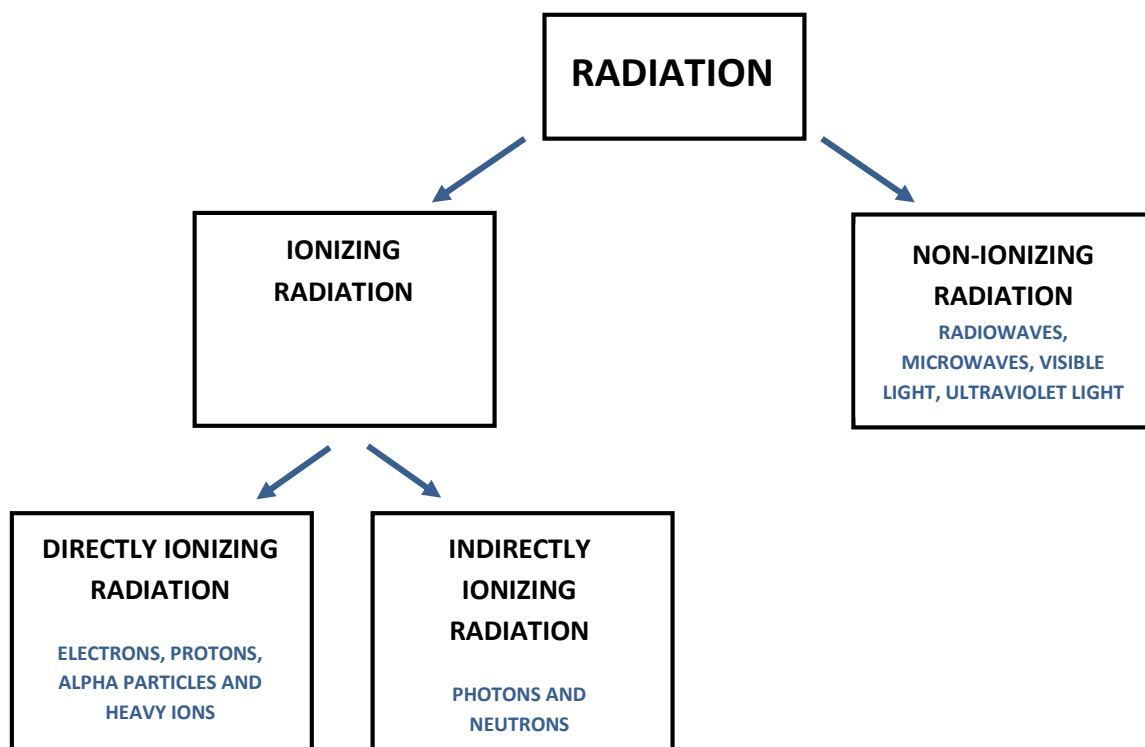 RADIATION
IONIZING
RADIATION
NON-IONIZING
RADIATION
RADIOWAVES,
MICROWAVES, VISIBLE
LIGHT, ULTRAVIOLET LIGHT
DIRECTLY IONIZING
RADIATION
ELECTRONS, PROTONS,
ALPHA PARTICLES AND
HEAVY IONS
INDIRECTLY
IONIZING
RADIATION
PHOTONS AND
NEUTRONS